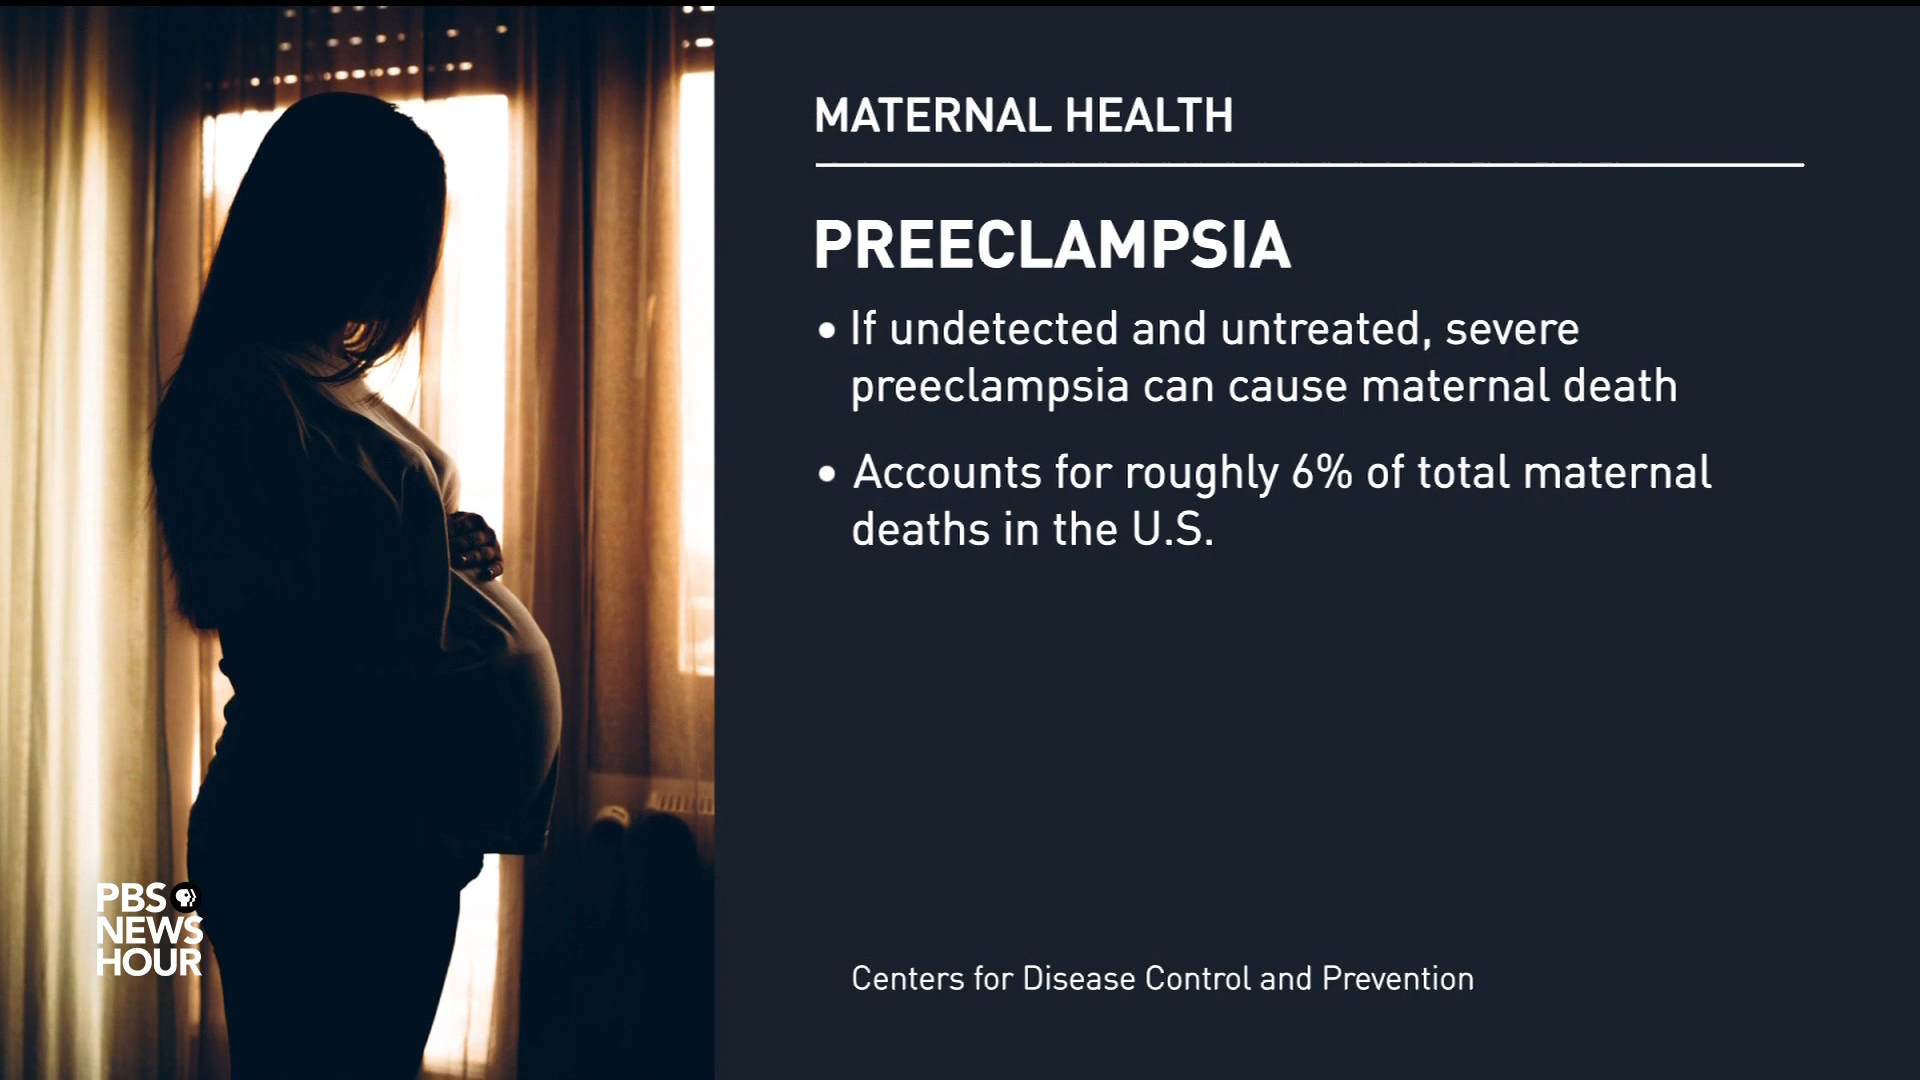 MATERNAL HEALTH
PREECLAMPSIA
• If undetected and untreated, severe
preeclampsia can cause maternal death
• Accounts for roughly 6% of total maternal
deaths in the U.S.
Centers for Disease Control and Prevention
PBS
NEWS
HOUR